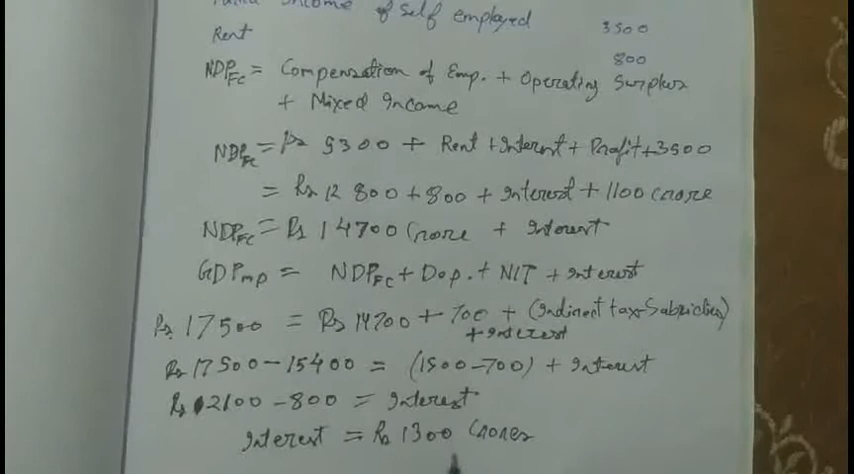 Income of Self employed 3500
Rent 800
NDPFC = Compensation of Emp. + Operating Surplus
+ Mixed Income
NDPFC = Rs 9300 + Rent + Interest + Profit + 3500
= Rs 12800 + 800 + Interest + 1100 Crore
NDPFC = Rs 14700 Crore + Interest
GDPmp = NDPFC + Dep. + NIT + Interest
Rs. 17500 = Rs 14700 + 700 + (Indirect tax-Subsidies)
+ Interest
Rs 17500 - 15400 = (1500 - 700) + Interest
Rs 2100 - 800 = Interest
Interest = Rs 1300 Crores